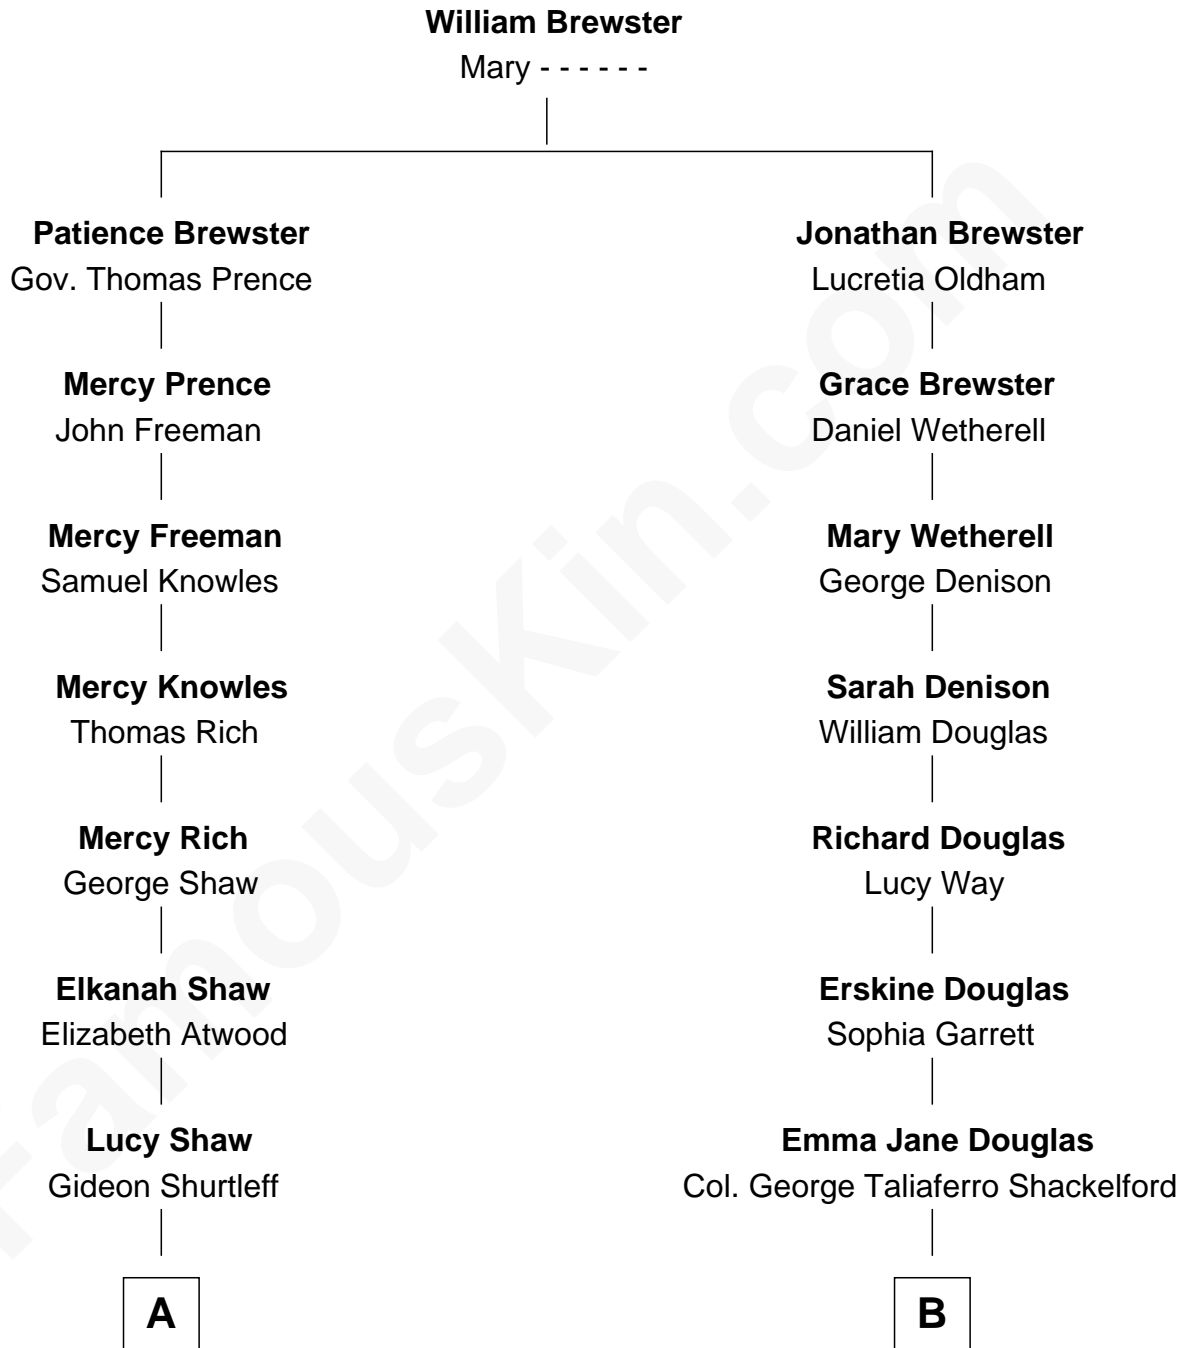 William Brewster
Mary - - - - - -
Patience Brewster
Gov. Thomas Prence
Jonathan Brewster
Lucretia Oldham
Mercy Prence
John Freeman
Grace Brewster
Daniel Wetherell
Mercy Freeman
Samuel Knowles
Mary Wetherell
George Denison
Mercy Knowles
Thomas Rich
Sarah Denison
William Douglas
Mercy Rich
George Shaw
Richard Douglas
Lucy Way
Elkanah Shaw
Elizabeth Atwood
Erskine Douglas
Sophia Garrett
Lucy Shaw
Gideon Shurtleff
Emma Jane Douglas
Col. George Taliaferro Shackelford
A
B
FamousKin.com